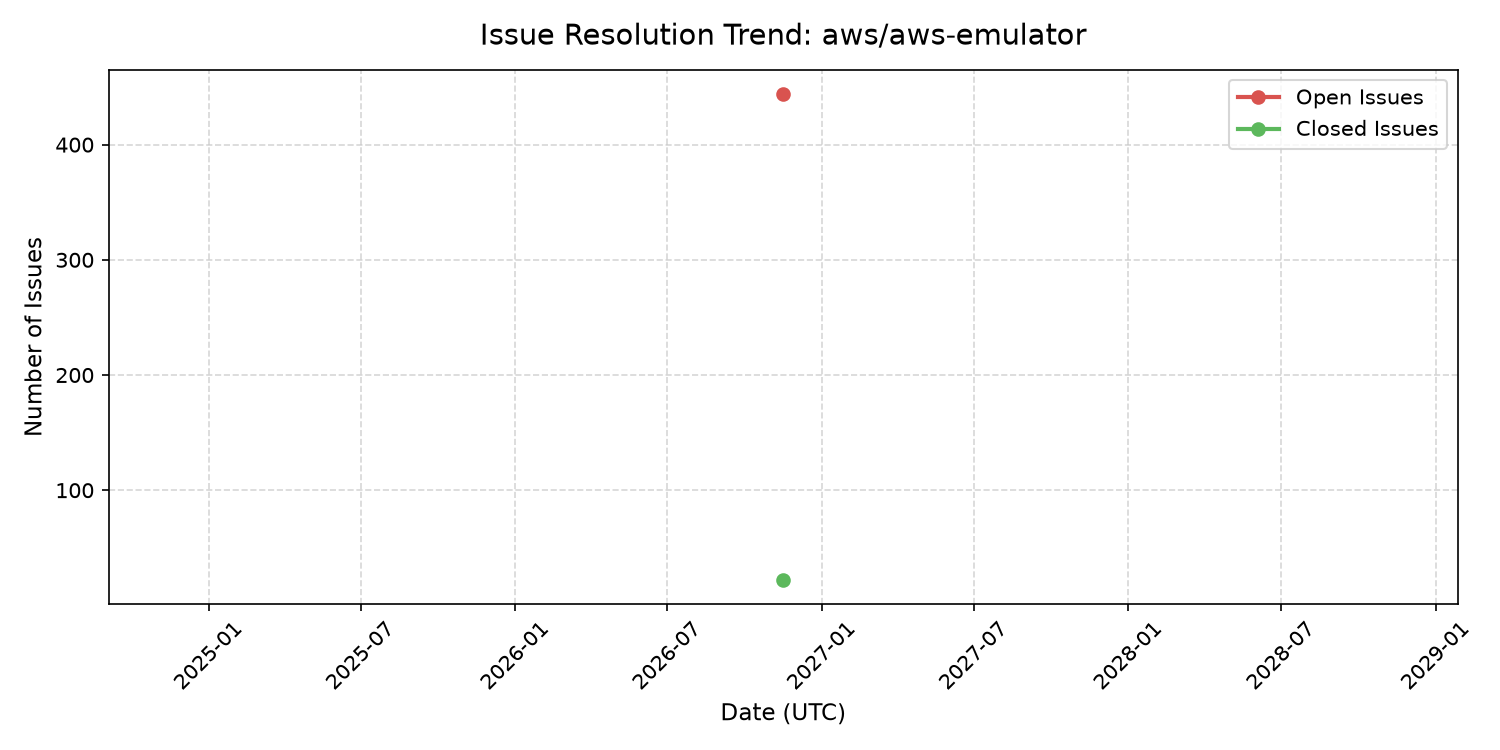 Issue Resolution Trend: aws/aws-emulator
Open Issues
Closed Issues
Number of Issues
400
300
200
100
2025-01
2025-07
2026-01
2026-07
2027-01
2027-07
2028-01
2028-07
2029-01
Date (UTC)